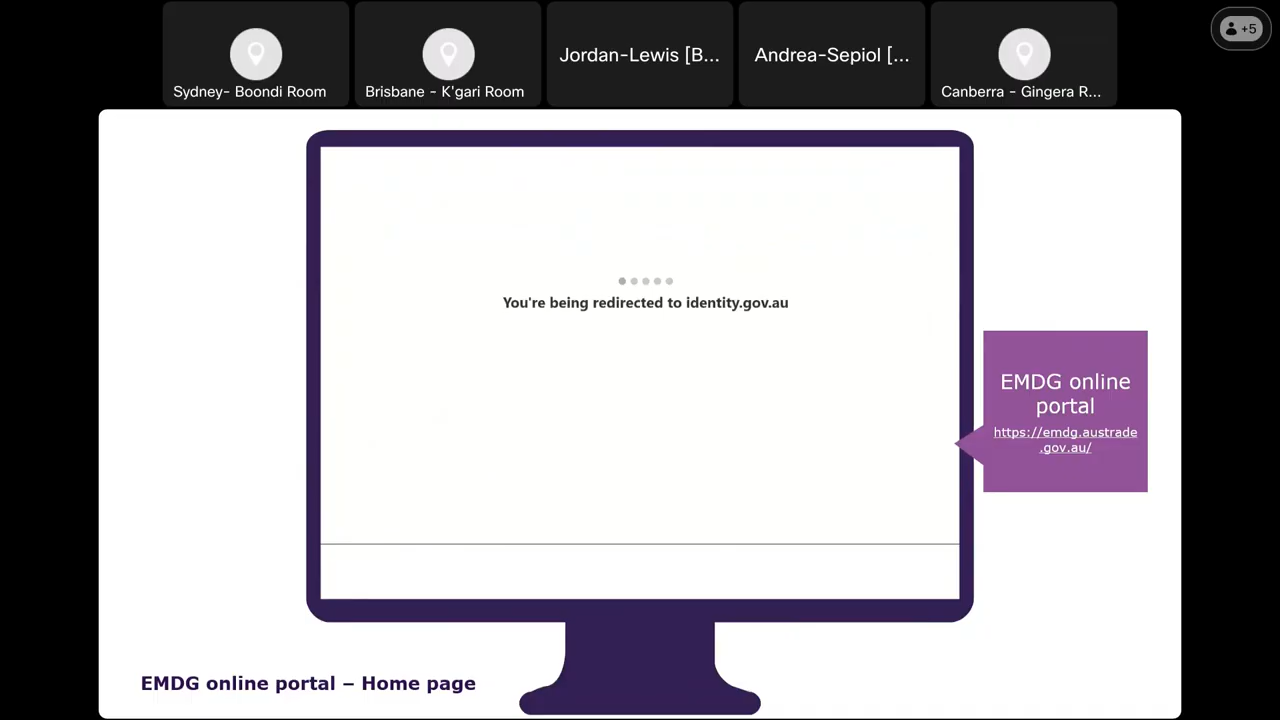 Sydney- Boondi Room
Brisbane - K'gari Room
Jordan-Lewis [B...
Andrea-Sepiol [...
Canberra - Gingera R...
+5
You're being redirected to identity.gov.au
EMDG online
portal
https://emdg.austrade
.gov.au/
EMDG online portal – Home page